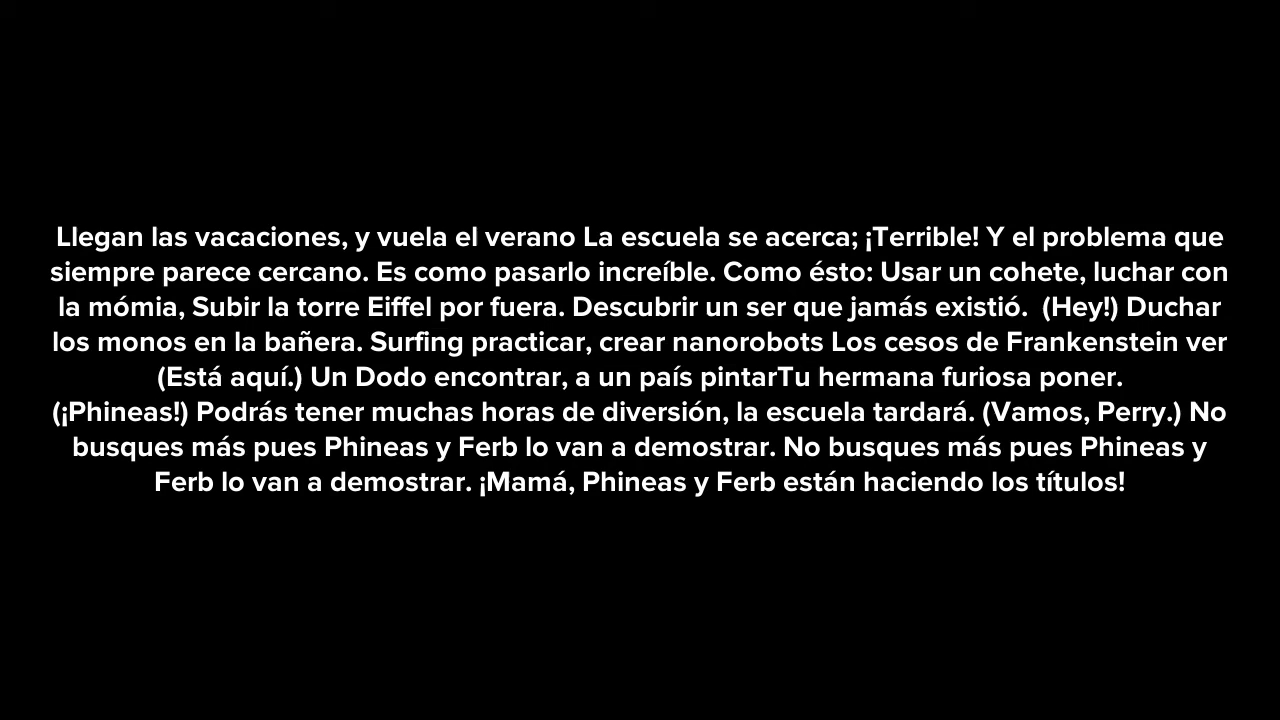 Llegan las vacaciones, y vuela el verano La escuela se acerca; ¡Terrible! Y el problema que
siempre parece cercano. Es como pasarlo increíble. Como ésto: Usar un cohete, luchar con
la mómia, Subir la torre Eiffel por fuera. Descubrir un ser que jamás existió.  (Hey!) Duchar
los monos en la bañera. Surfing practicar, crear nanorobots Los cesos de Frankenstein ver
(Está aquí.) Un Dodo encontrar, a un país pintarTu hermana furiosa poner.
(¡Phineas!) Podrás tener muchas horas de diversión, la escuela tardará. (Vamos, Perry.) No
busques más pues Phineas y Ferb lo van a demostrar. No busques más pues Phineas y
Ferb lo van a demostrar. ¡Mamá, Phineas y Ferb están haciendo los títulos!